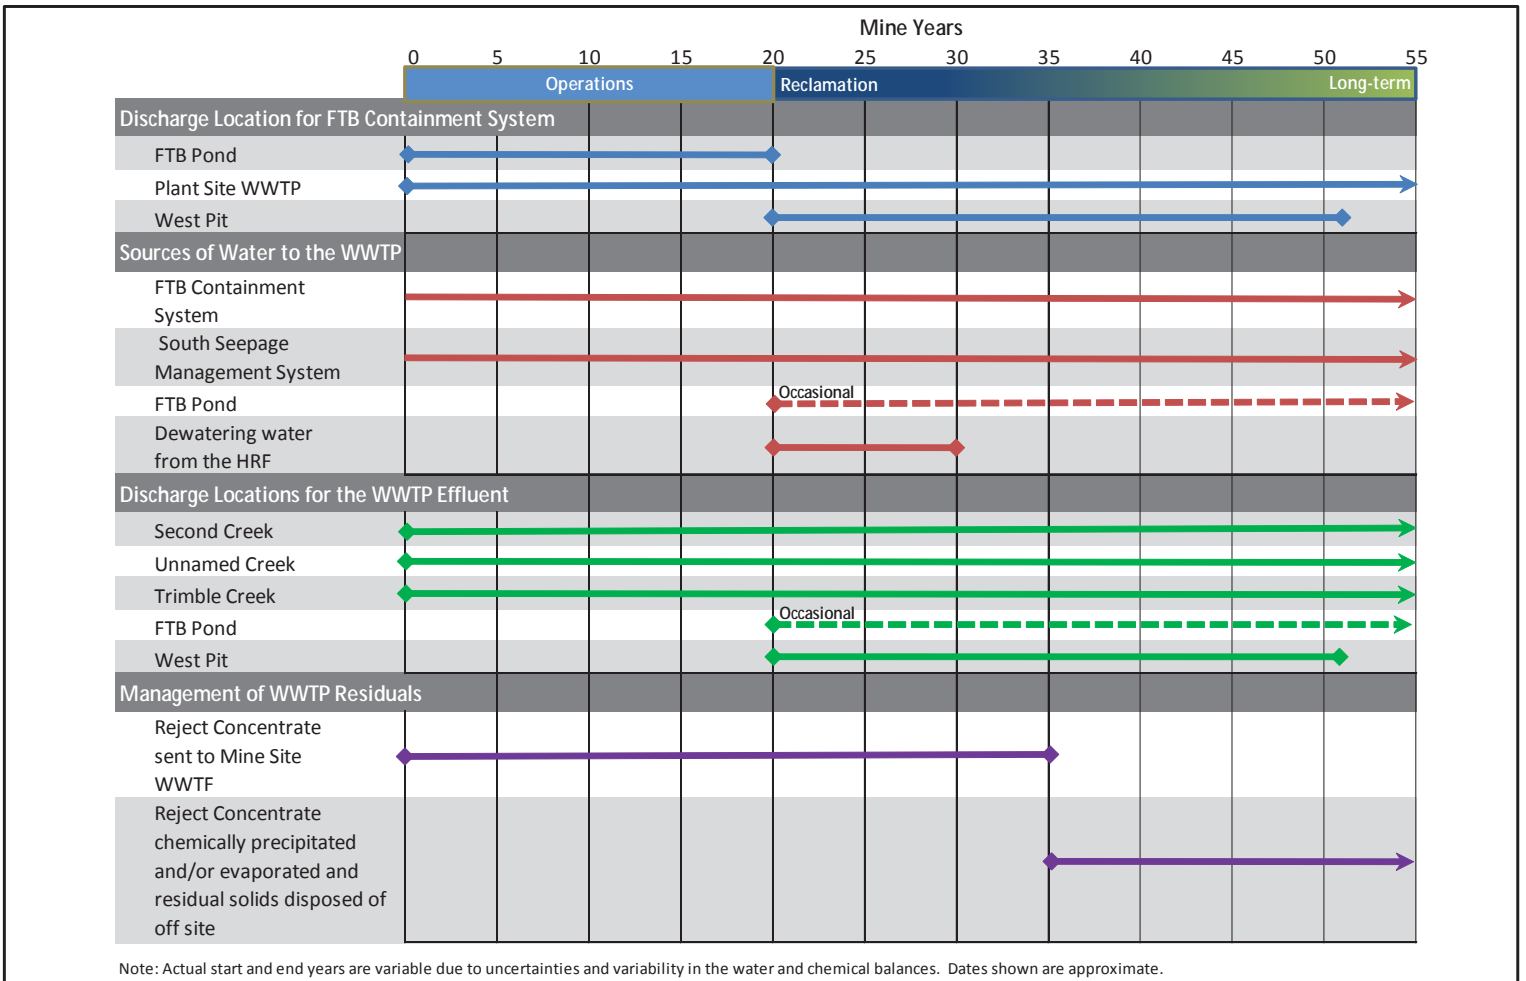 Mine Years
0 5 10 15 20 25 30 35 40 45 50 55
Operations Reclamation Long-term
Discharge Location for FTB Containment System
FTB Pond
Plant Site WWTP
West Pit
Sources of Water to the WWTP
FTB Containment
System
South Seepage
Management System
FTB Pond
Occasional
Dewatering water
from the HRF
Discharge Locations for the WWTP Effluent
Second Creek
Unnamed Creek
Trimble Creek
FTB Pond
Occasional
West Pit
Management of WWTP Residuals
Reject Concentrate
sent to Mine Site
WWTF
Reject Concentrate
chemically precipitated
and/or evaporated and
residual solids disposed of
off site
Note: Actual start and end years are variable due to uncertainties and variability in the water and chemical balances. Dates shown are approximate.